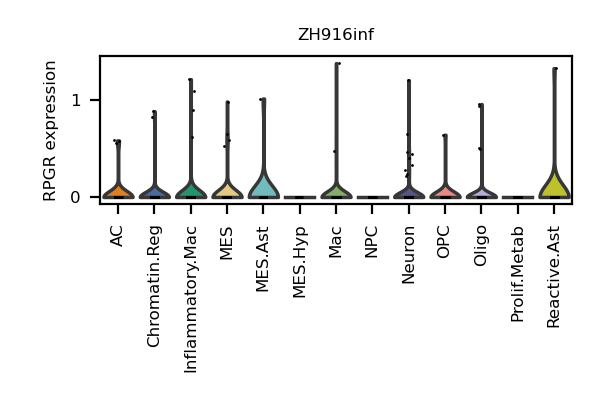 ZH916inf
RPGR expression
1
0
AC
Chromatin.Reg
Inflammatory.Mac
MES
MES.Ast
MES.Hyp
Mac
NPC
Neuron
OPC
Oligo
Prolif.Metab
Reactive.Ast